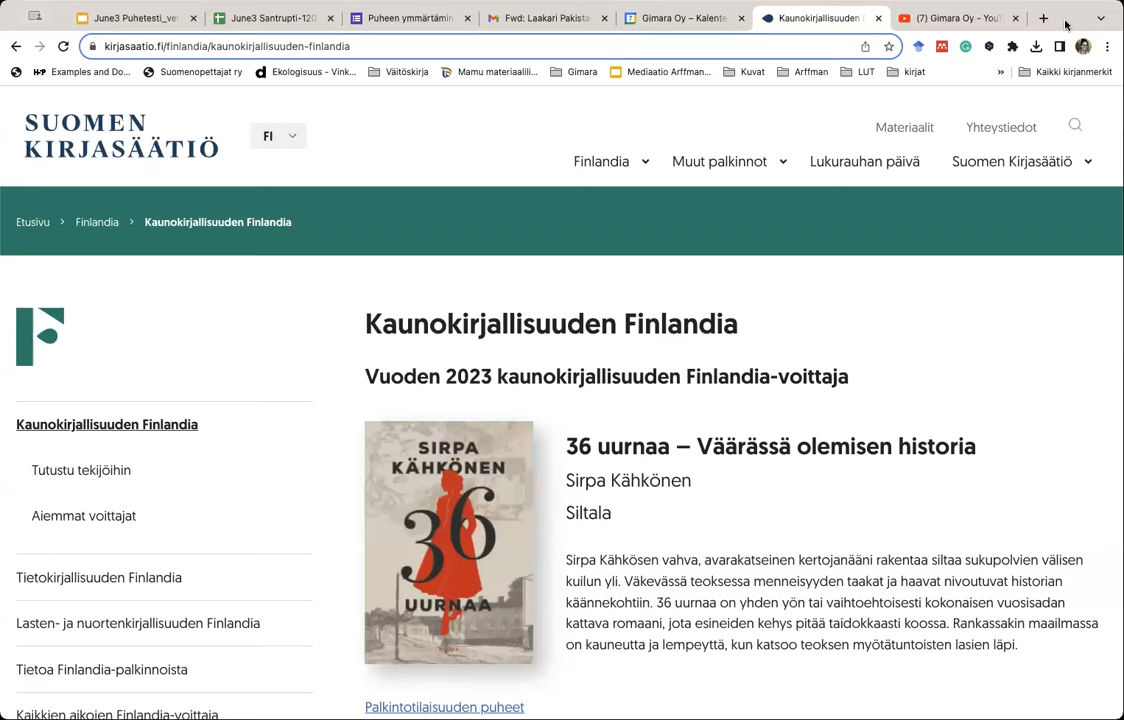 June3 Puhetesti_ve
June3 Santrupti-120
Puheen ymmärtämin
Fwd: Laakari Pakista
Gimara Oy – Kalente
Kaunokirjallisuuden
(7) Gimara Oy - YouT
kirjasaatio.fi/finlandia/kaunokirjallisuuden-finlandia
Examples and Do...
Suomenopettajat ry
Ekologisuus - Vink...
Väitöskirja
Mamu materiaalili...
Gimara
Mediaatio Arffman...
Kuvat
Arffman
LUT
kirjat
»
Kaikki kirjanmerkit
SUOMEN
KIRJASÄÄTIÖ
FI
Materiaalit
Yhteystiedot
Finlandia
Muut palkinnot
Lukurauhan päivä
Suomen Kirjasäätiö
Etusivu > Finlandia > Kaunokirjallisuuden Finlandia
Kaunokirjallisuuden Finlandia
Tutustu tekijöihin
Aiemmat voittajat
Tietokirjallisuuden Finlandia
Lasten- ja nuortenkirjallisuuden Finlandia
Tietoa Finlandia-palkinnoista
Kaikkien aikojen Finlandia-voittaja
Kaunokirjallisuuden Finlandia
Vuoden 2023 kaunokirjallisuuden Finlandia-voittaja
SIRPA
KÄHKÖNEN
36
UURNAA
36 uurnaa – Väärässä olemisen historia
Sirpa Kähkönen
Siltala
Sirpa Kähkösen vahva, avarakatseinen kertojanääni rakentaa siltaa sukupolvien välisen
kuilun yli. Väkevässä teoksessa menneisyyden taakat ja haavat nivoutuvat historian
käännekohtiin. 36 uurnaa on yhden yön tai vaihtoehtoisesti kokonaisen vuosisadan
kattava romaani, jota esineiden kehys pitää taidokkaasti koossa. Rankassakin maailmassa
on kauneutta ja lempeyttä, kun katsoo teoksen myötätuntoisten lasien läpi.
Palkintotilaisuuden puheet